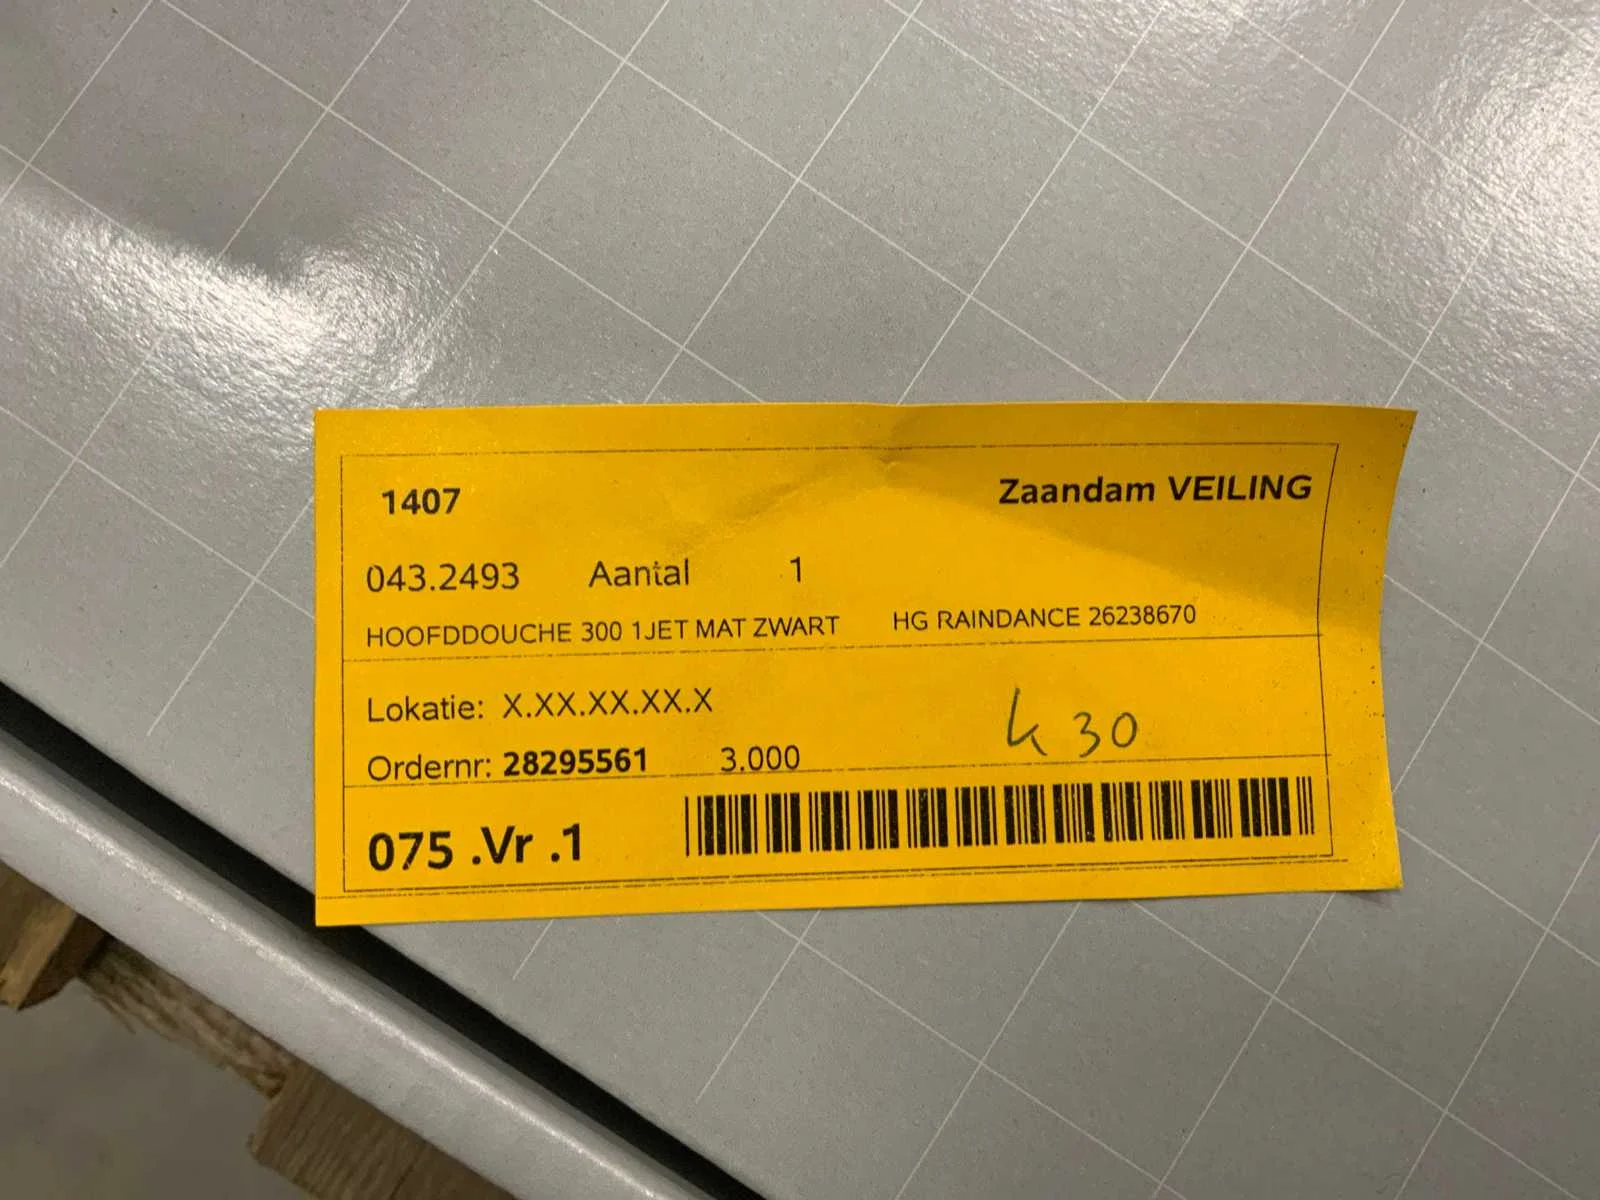 1407 Zaandam VEILING
043.2493 Aantal 1
HOOFDDOUCHE 300 1JET MAT ZWART HG RAINDANCE 26238670
Lokatie: X.XX.XX.XX.X
k 30
Ordernr: 28295561 3.000
075 .Vr .1